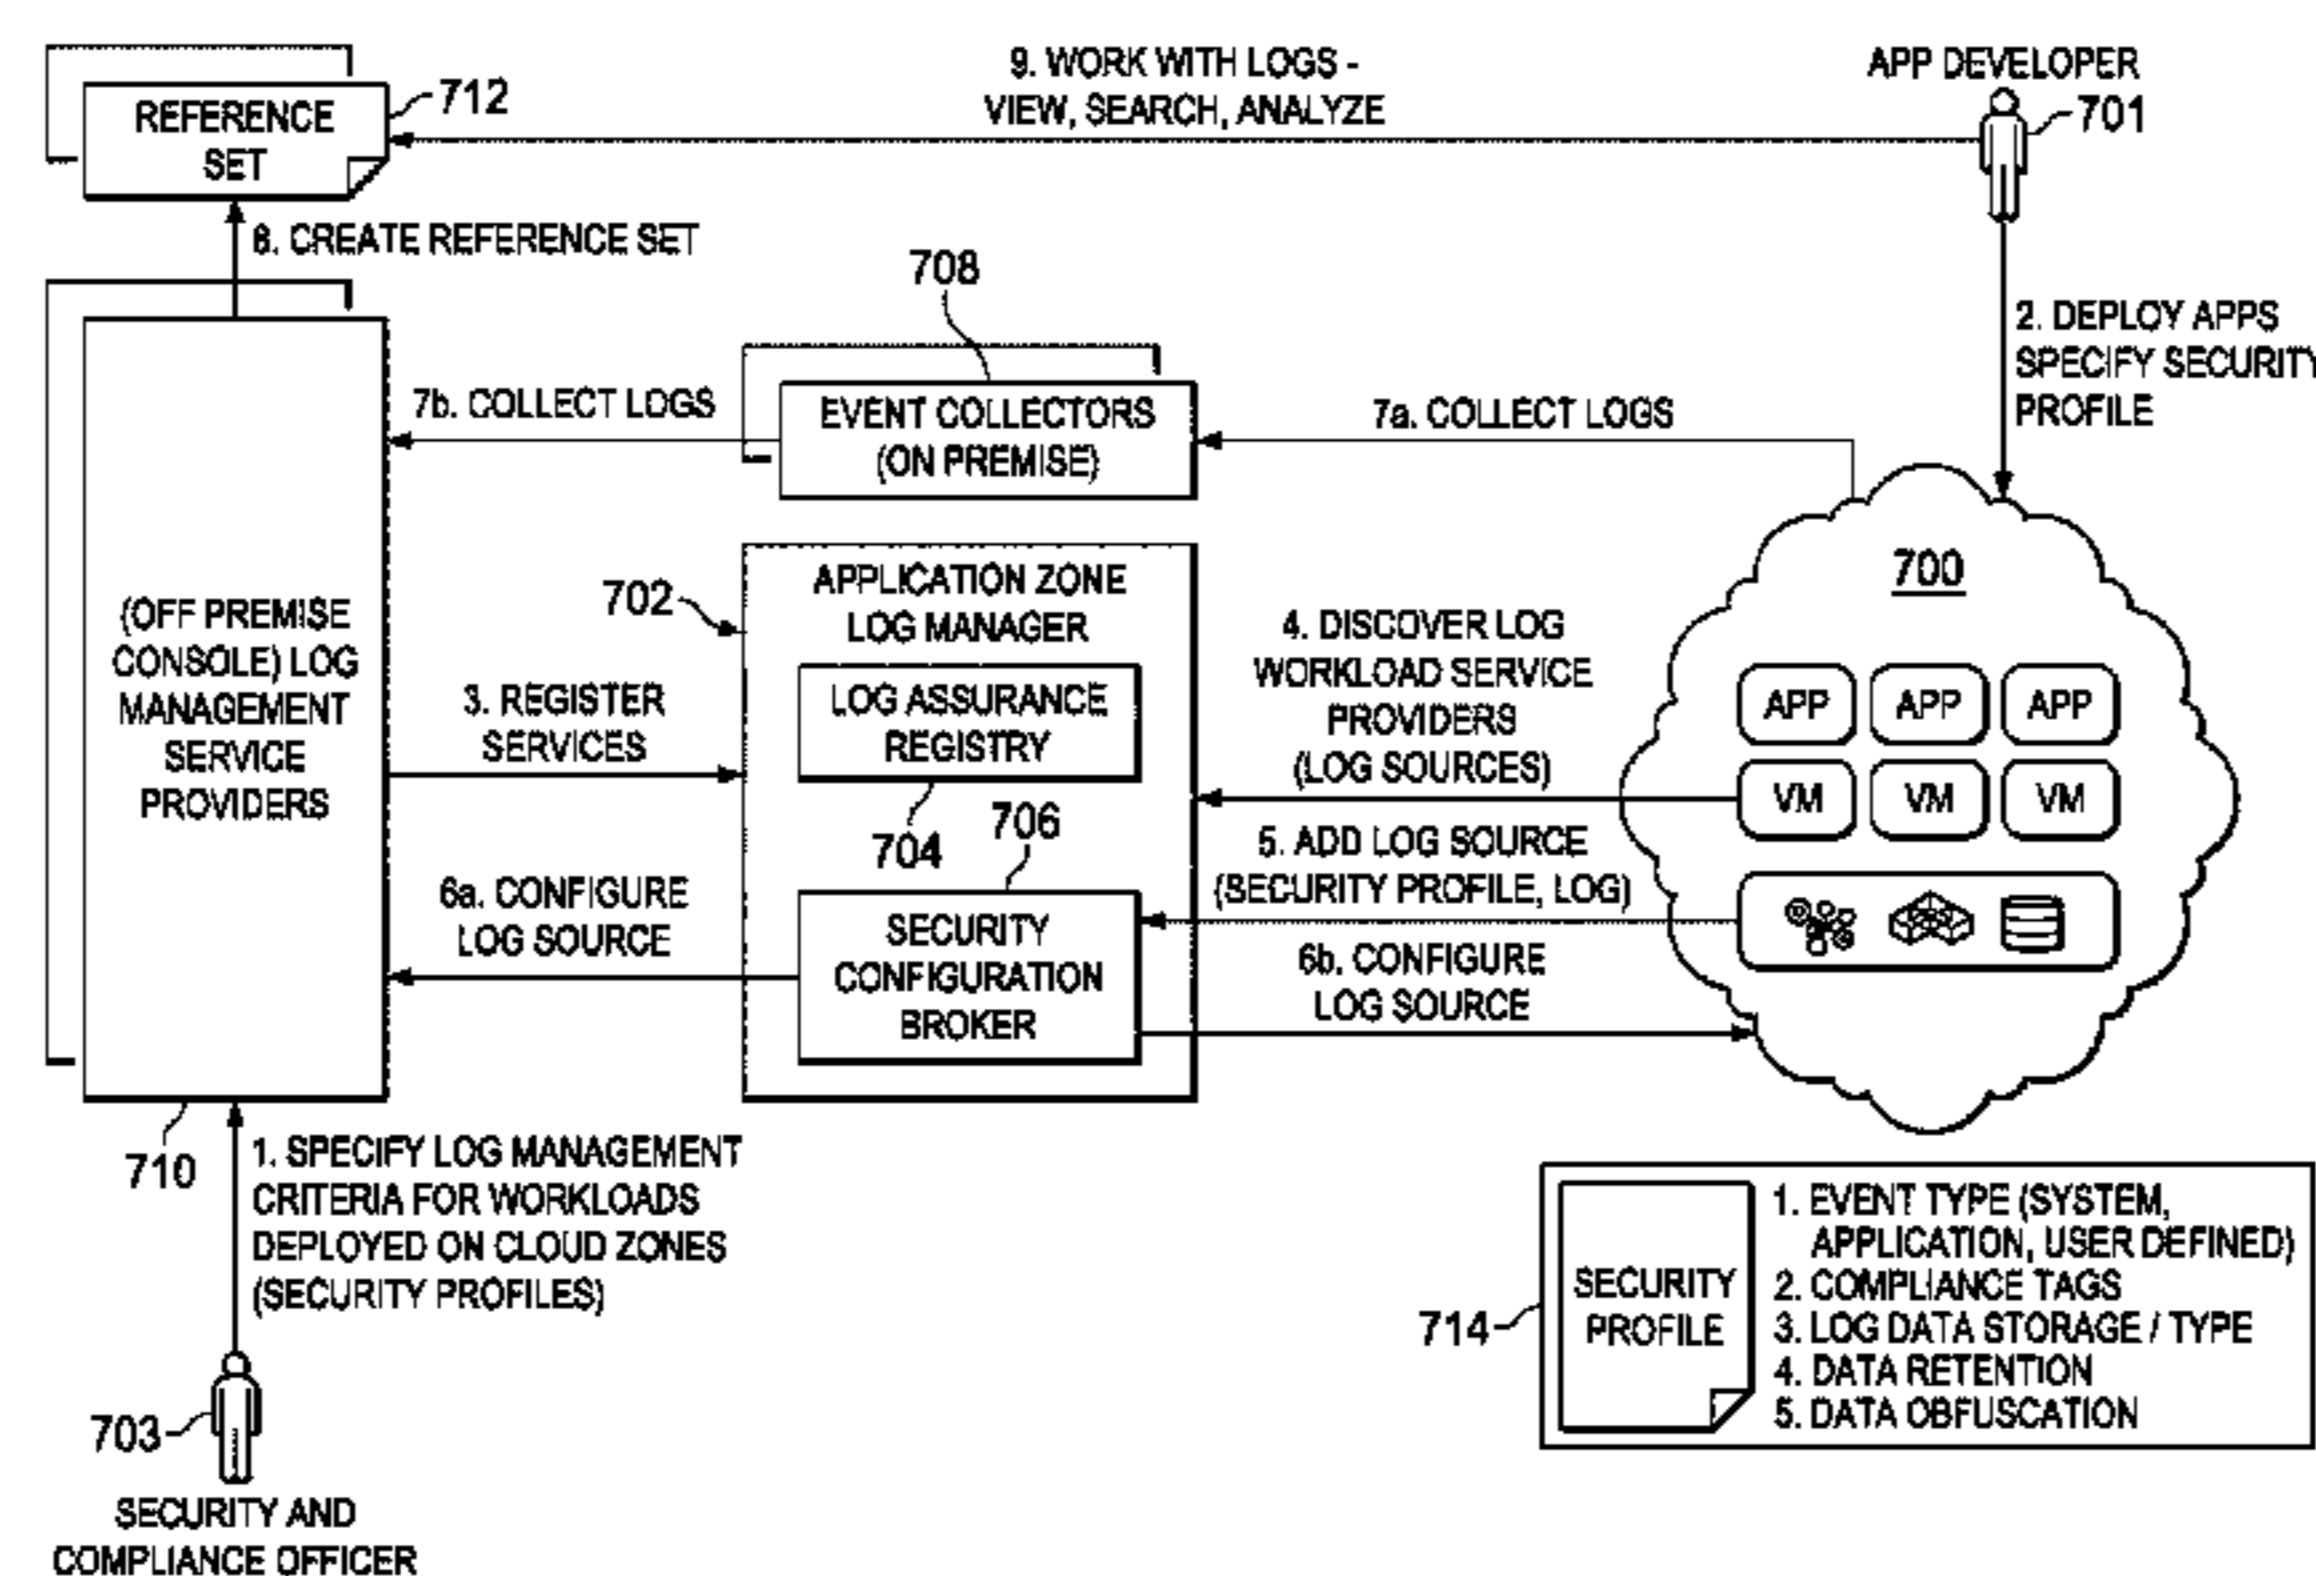 REFERENCE
SET
712
9. WORK WITH LOGS -
VIEW, SEARCH, ANALYZE
APP DEVELOPER
701
8. CREATE REFERENCE SET
708
2. DEPLOY APPS
SPECIFY SECURITY
PROFILE
7b. COLLECT LOGS
EVENT COLLECTORS
(ON PREMISE)
7a. COLLECT LOGS
(OFF PREMISE
CONSOLE) LOG
MANAGEMENT
SERVICE
PROVIDERS
710
702
APPLICATION ZONE
LOG MANAGER
LOG ASSURANCE
REGISTRY
704
706
SECURITY
CONFIGURATION
BROKER
3. REGISTER
SERVICES
6a. CONFIGURE
LOG SOURCE
4. DISCOVER LOG
WORKLOAD SERVICE
PROVIDERS
(LOG SOURCES)
5. ADD LOG SOURCE
(SECURITY PROFILE, LOG)
6b. CONFIGURE
LOG SOURCE
700
APP APP APP
VM VM VM
1. SPECIFY LOG MANAGEMENT
CRITERIA FOR WORKLOADS
DEPLOYED ON CLOUD ZONES
(SECURITY PROFILES)
703
SECURITY AND
COMPLIANCE OFFICER
714
SECURITY
PROFILE
1. EVENT TYPE (SYSTEM,
APPLICATION, USER DEFINED)
2. COMPLIANCE TAGS
3. LOG DATA STORAGE / TYPE
4. DATA RETENTION
5. DATA OBFUSCATION